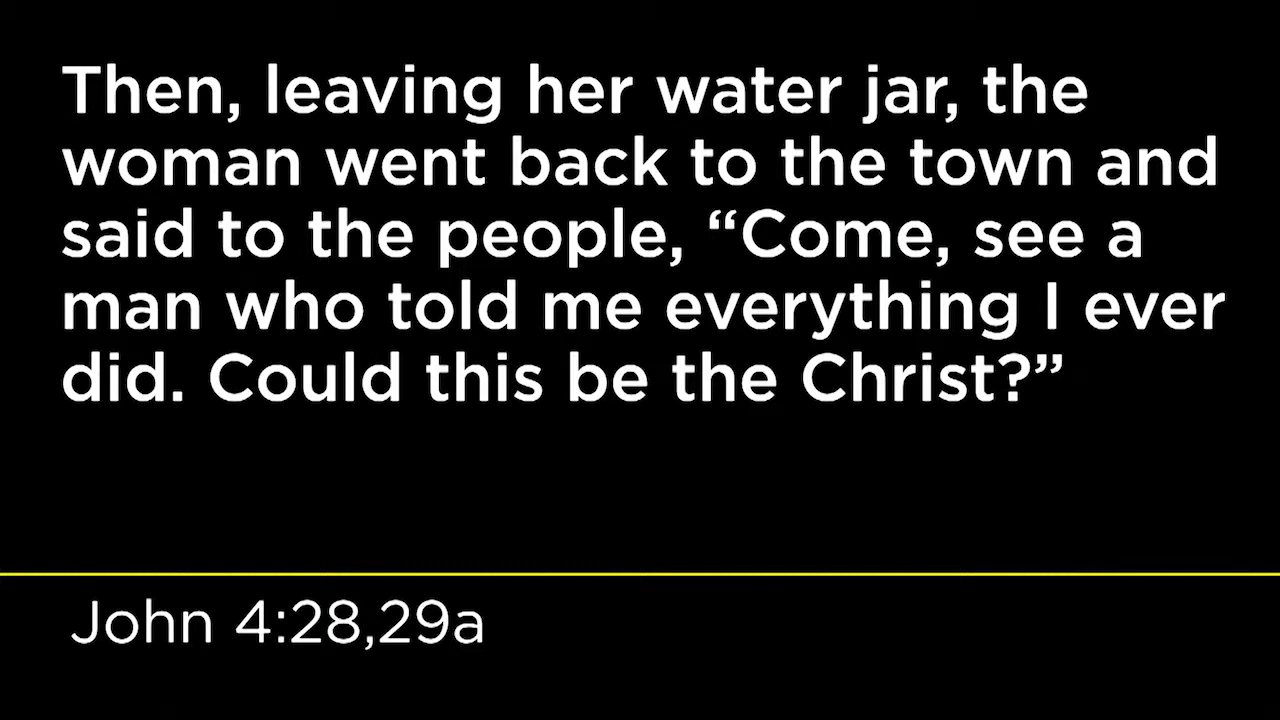 Then, leaving her water jar, the
woman went back to the town and
said to the people, “Come, see a
man who told me everything I ever
did. Could this be the Christ?”
John 4:28,29a